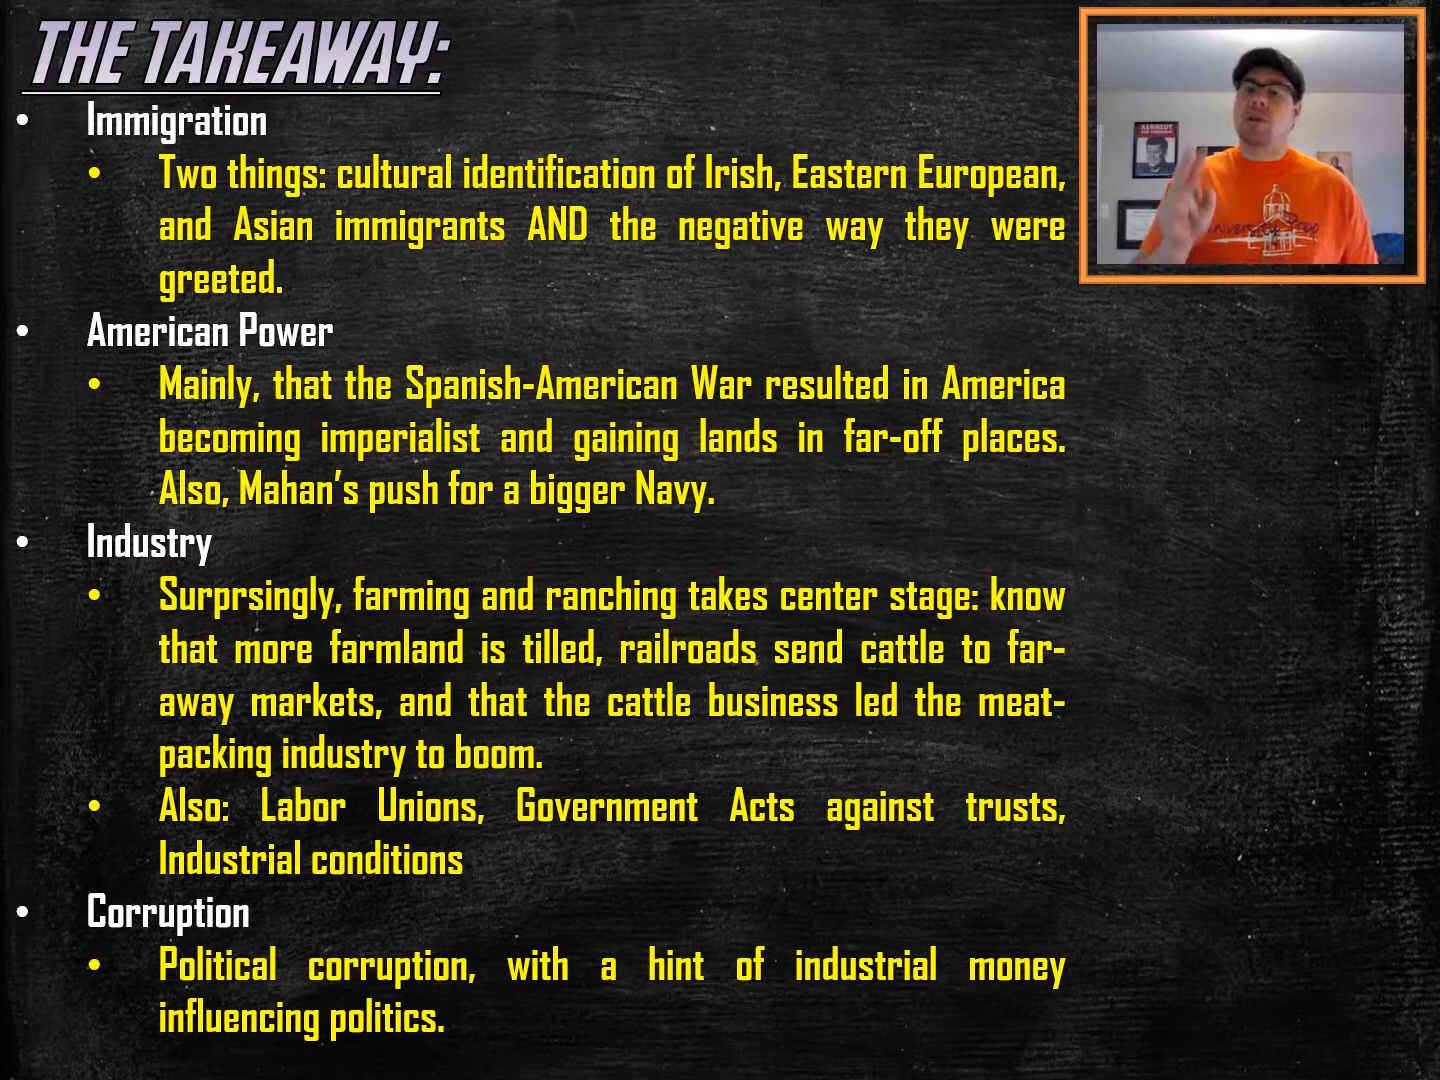 THE TAKEAWAY:
• Immigration
• Two things: cultural identification of Irish, Eastern European,
and Asian immigrants AND the negative way they were
greeted.
• American Power
• Mainly, that the Spanish-American War resulted in America
becoming imperialist and gaining lands in far-off places.
Also, Mahan’s push for a bigger Navy.
• Industry
• Surprsingly, farming and ranching takes center stage: know
that more farmland is tilled, railroads send cattle to far-
away markets, and that the cattle business led the meat-
packing industry to boom.
• Also: Labor Unions, Government Acts against trusts,
Industrial conditions
• Corruption
• Political corruption, with a hint of industrial money
influencing politics.
KENNEDY
University Prep